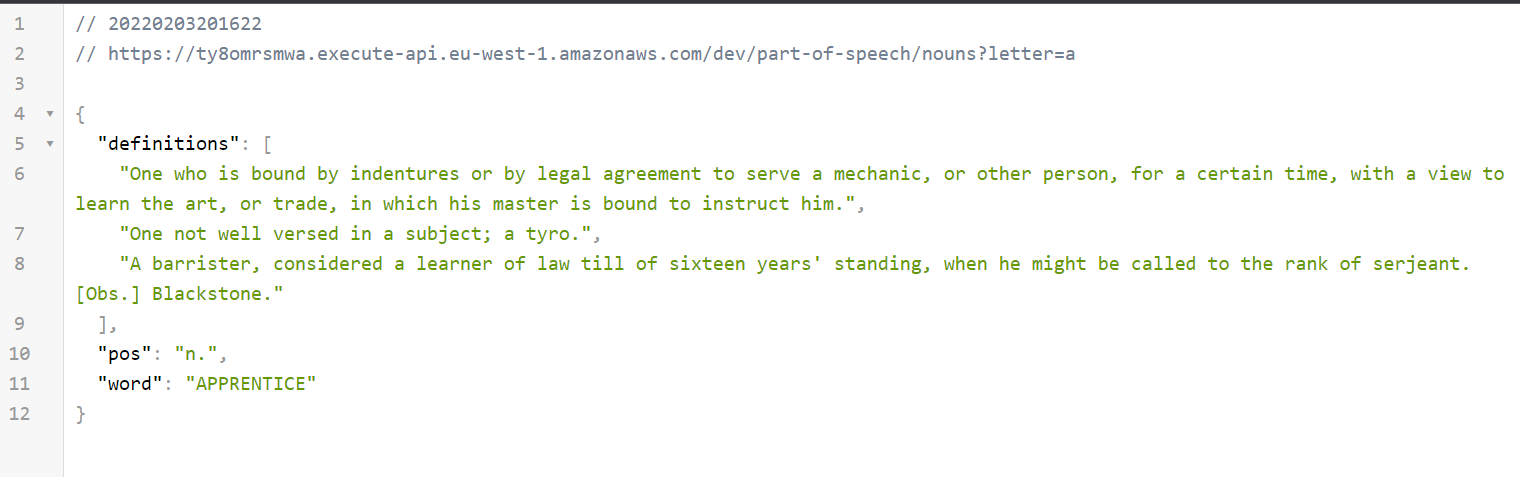 1 // 20220203201622
2 // https://ty8omrsmwa.execute-api.eu-west-1.amazonaws.com/dev/part-of-speech/nouns?letter=a
3
4 {
5 "definitions": [
6 "One who is bound by indentures or by legal agreement to serve a mechanic, or other person, for a certain time, with a view to
learn the art, or trade, in which his master is bound to instruct him.",
7 "One not well versed in a subject; a tyro.",
8 "A barrister, considered a learner of law till of sixteen years' standing, when he might be called to the rank of serjeant.
[Obs.] Blackstone."
9 ],
10 "pos": "n.",
11 "word": "APPRENTICE"
12 }